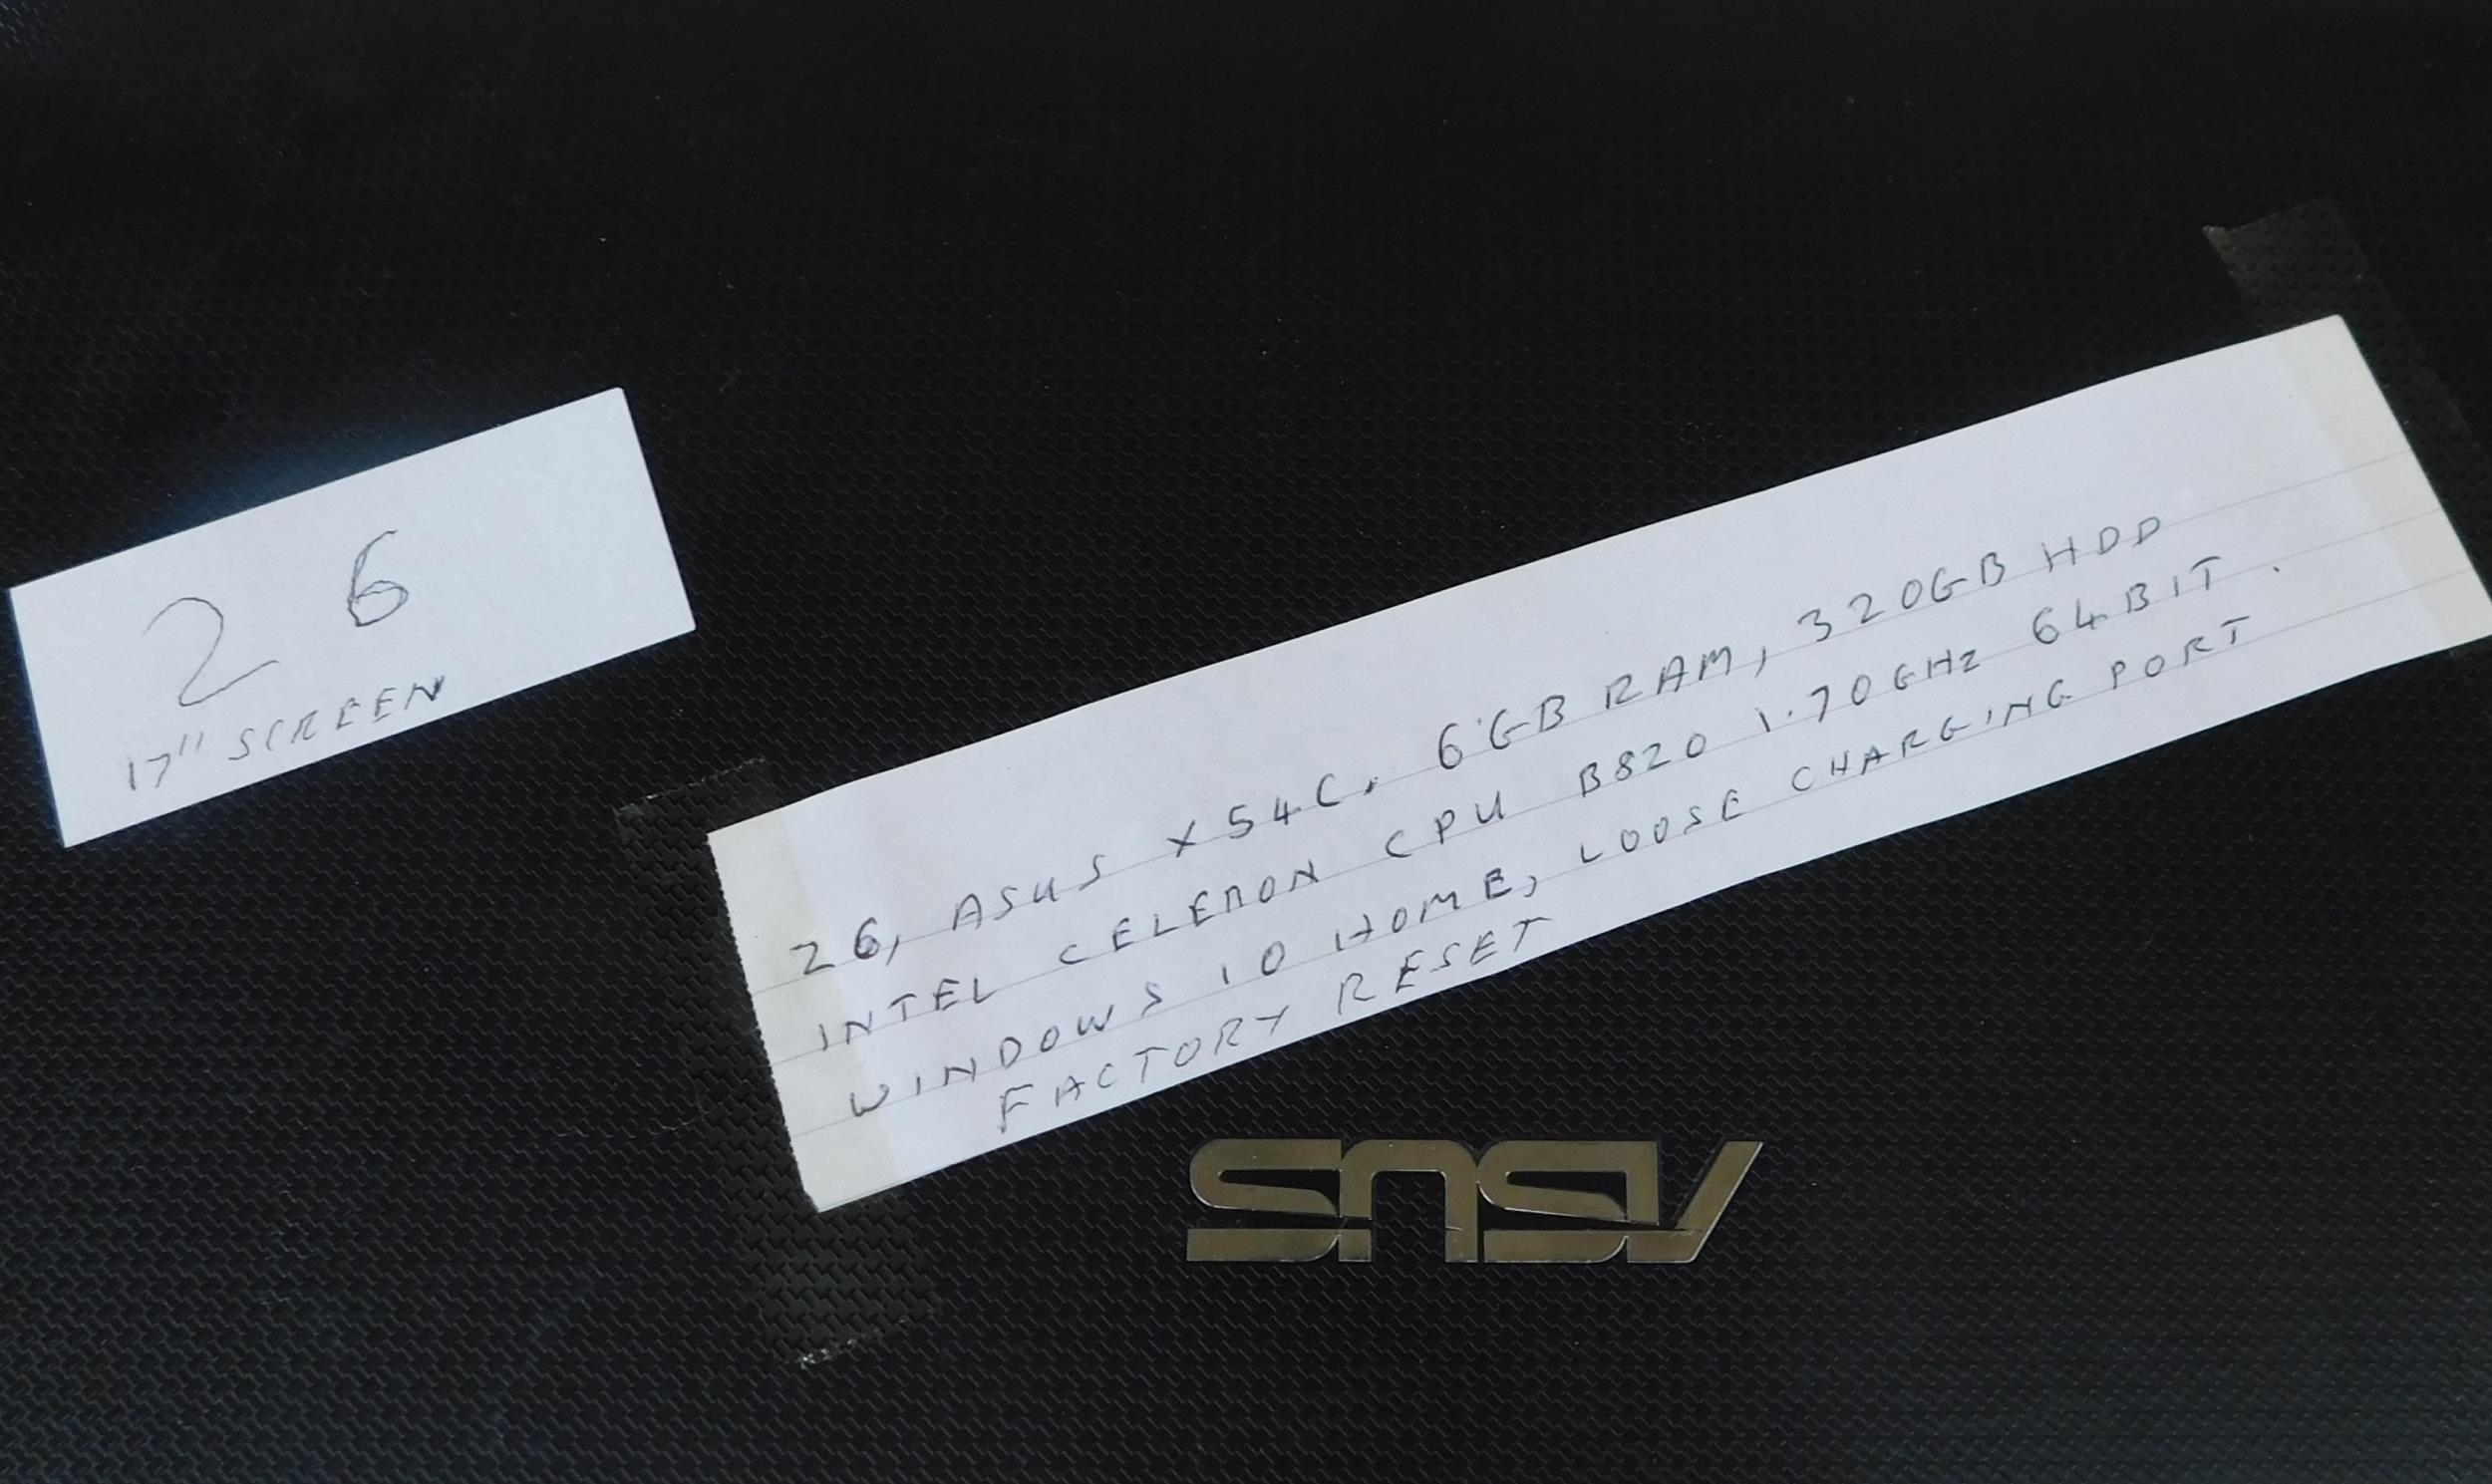 26
17" SCREEN
26, ASUS X54C, 6GB RAM, 320GB HDD
INTEL CELERON CPU B820 1.70GHZ 64BIT.
WINDOWS 10 HOME, LOOSE CHARGING PORT
FACTORY RESET
ASUS